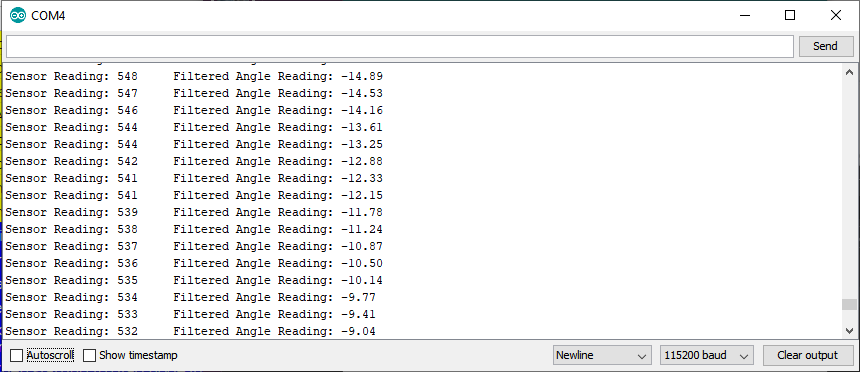 COM4
Send
Sensor Reading: 548 Filtered Angle Reading: -14.89
Sensor Reading: 547 Filtered Angle Reading: -14.53
Sensor Reading: 546 Filtered Angle Reading: -14.16
Sensor Reading: 544 Filtered Angle Reading: -13.61
Sensor Reading: 544 Filtered Angle Reading: -13.25
Sensor Reading: 542 Filtered Angle Reading: -12.88
Sensor Reading: 541 Filtered Angle Reading: -12.33
Sensor Reading: 541 Filtered Angle Reading: -12.15
Sensor Reading: 539 Filtered Angle Reading: -11.78
Sensor Reading: 538 Filtered Angle Reading: -11.24
Sensor Reading: 537 Filtered Angle Reading: -10.87
Sensor Reading: 536 Filtered Angle Reading: -10.50
Sensor Reading: 535 Filtered Angle Reading: -10.14
Sensor Reading: 534 Filtered Angle Reading: -9.77
Sensor Reading: 533 Filtered Angle Reading: -9.41
Sensor Reading: 532 Filtered Angle Reading: -9.04
Autoscroll Show timestamp Newline 115200 baud Clear output